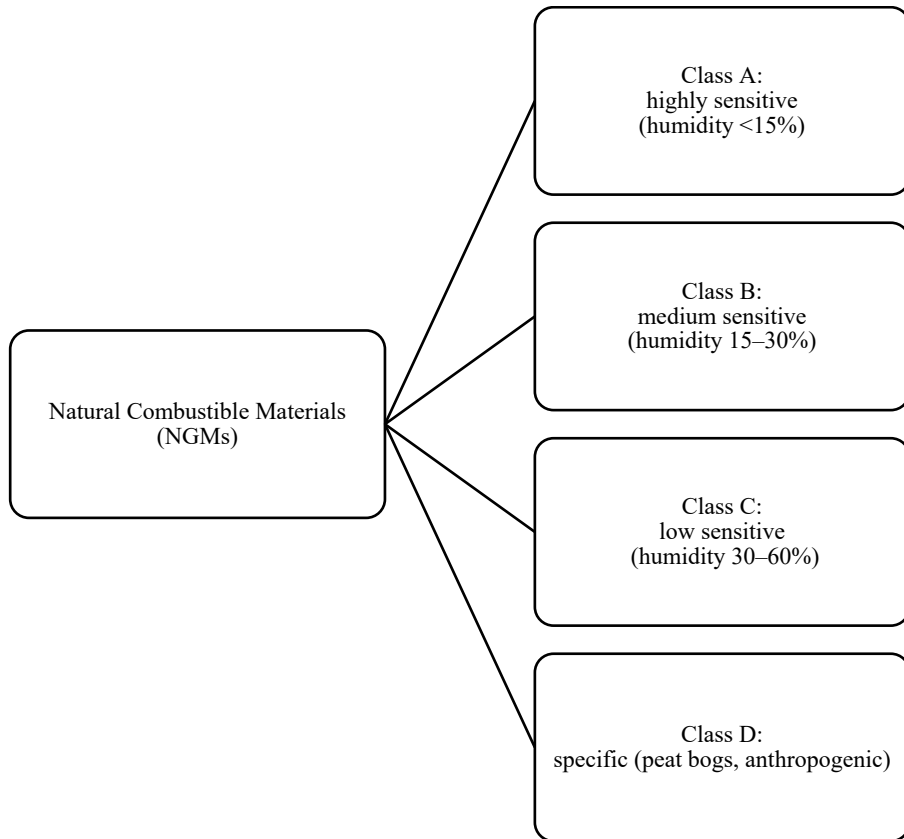 Class A:
highly sensitive
(humidity <15%)
Class B:
medium sensitive
(humidity 15–30%)
Natural Combustible Materials
(NGMs)
Class C:
low sensitive
(humidity 30–60%)
Class D:
specific (peat bogs, anthropogenic)